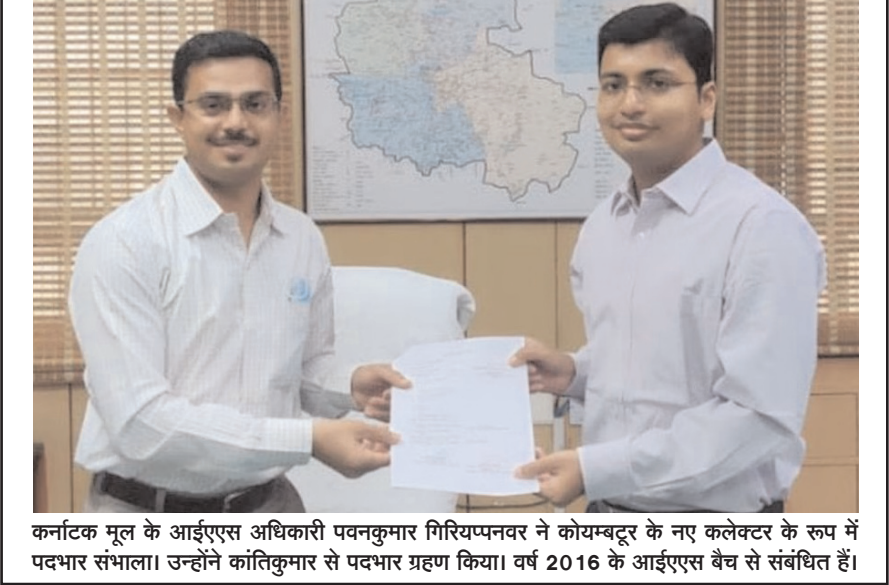 कर्नाटक मूल के आईएएस अधिकारी पवनकुमार गिरियप्पनवर ने कोयम्बटूर के नए कलेक्टर के रूप में
पदभार संभाला। उन्होंने कांतिकुमार से पदभार ग्रहण किया। वर्ष 2016 के आईएएस बैच से संबंधित हैं।